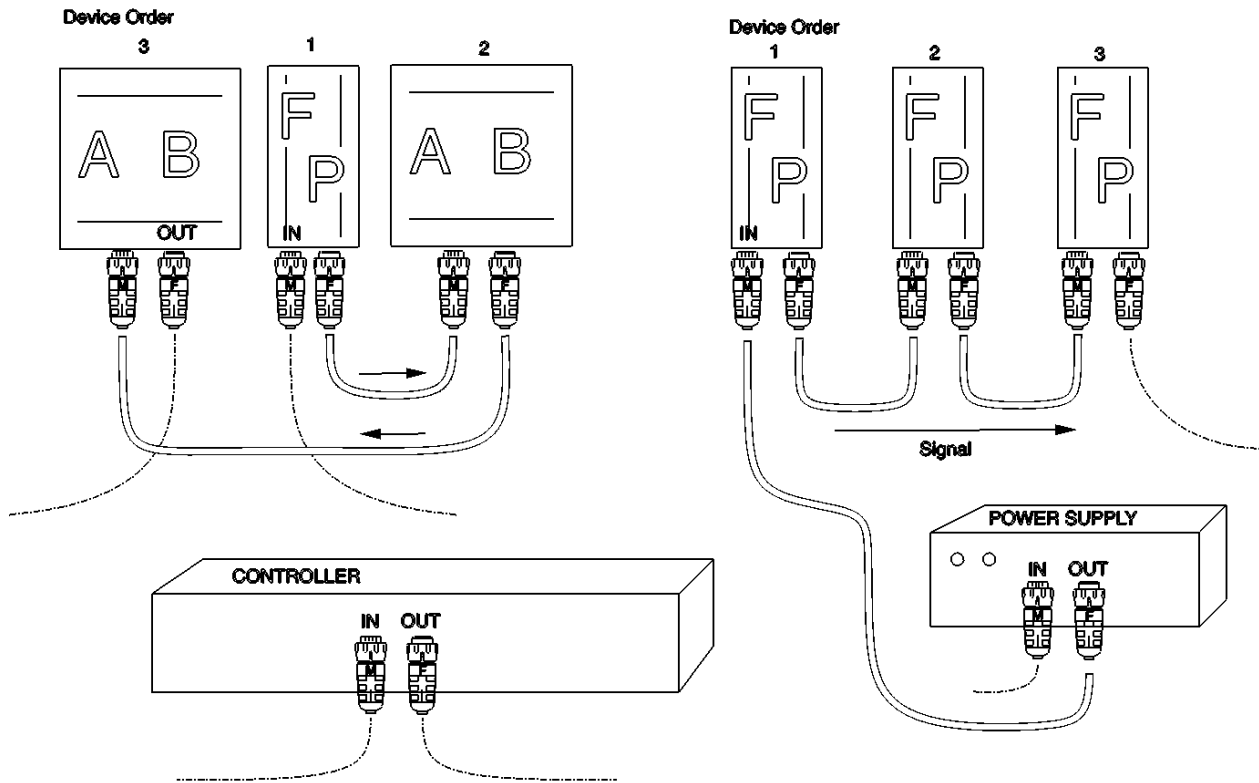 Device Order
3 1 2
A B F P A B
OUT IN
M F M F M F
Device Order
1 2 3
F P F P F P
IN
M F M F M F
Signal
POWER SUPPLY
IN OUT
M F
CONTROLLER
IN OUT
M F